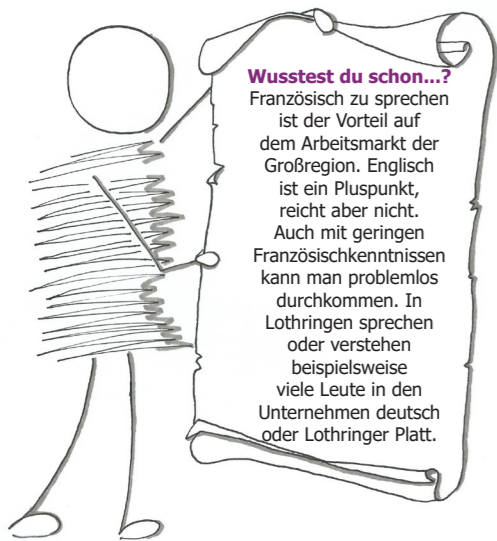 Wusstest du schon...?
Französisch zu sprechen
ist der Vorteil auf
dem Arbeitsmarkt der
Großregion. Englisch
ist ein Pluspunkt,
reicht aber nicht.
Auch mit geringen
Französischkenntnissen
kann man problemlos
durchkommen. In
Lothringen sprechen
oder verstehen
beispielsweise
viele Leute in den
Unternehmen deutsch
oder Lothringer Platt.